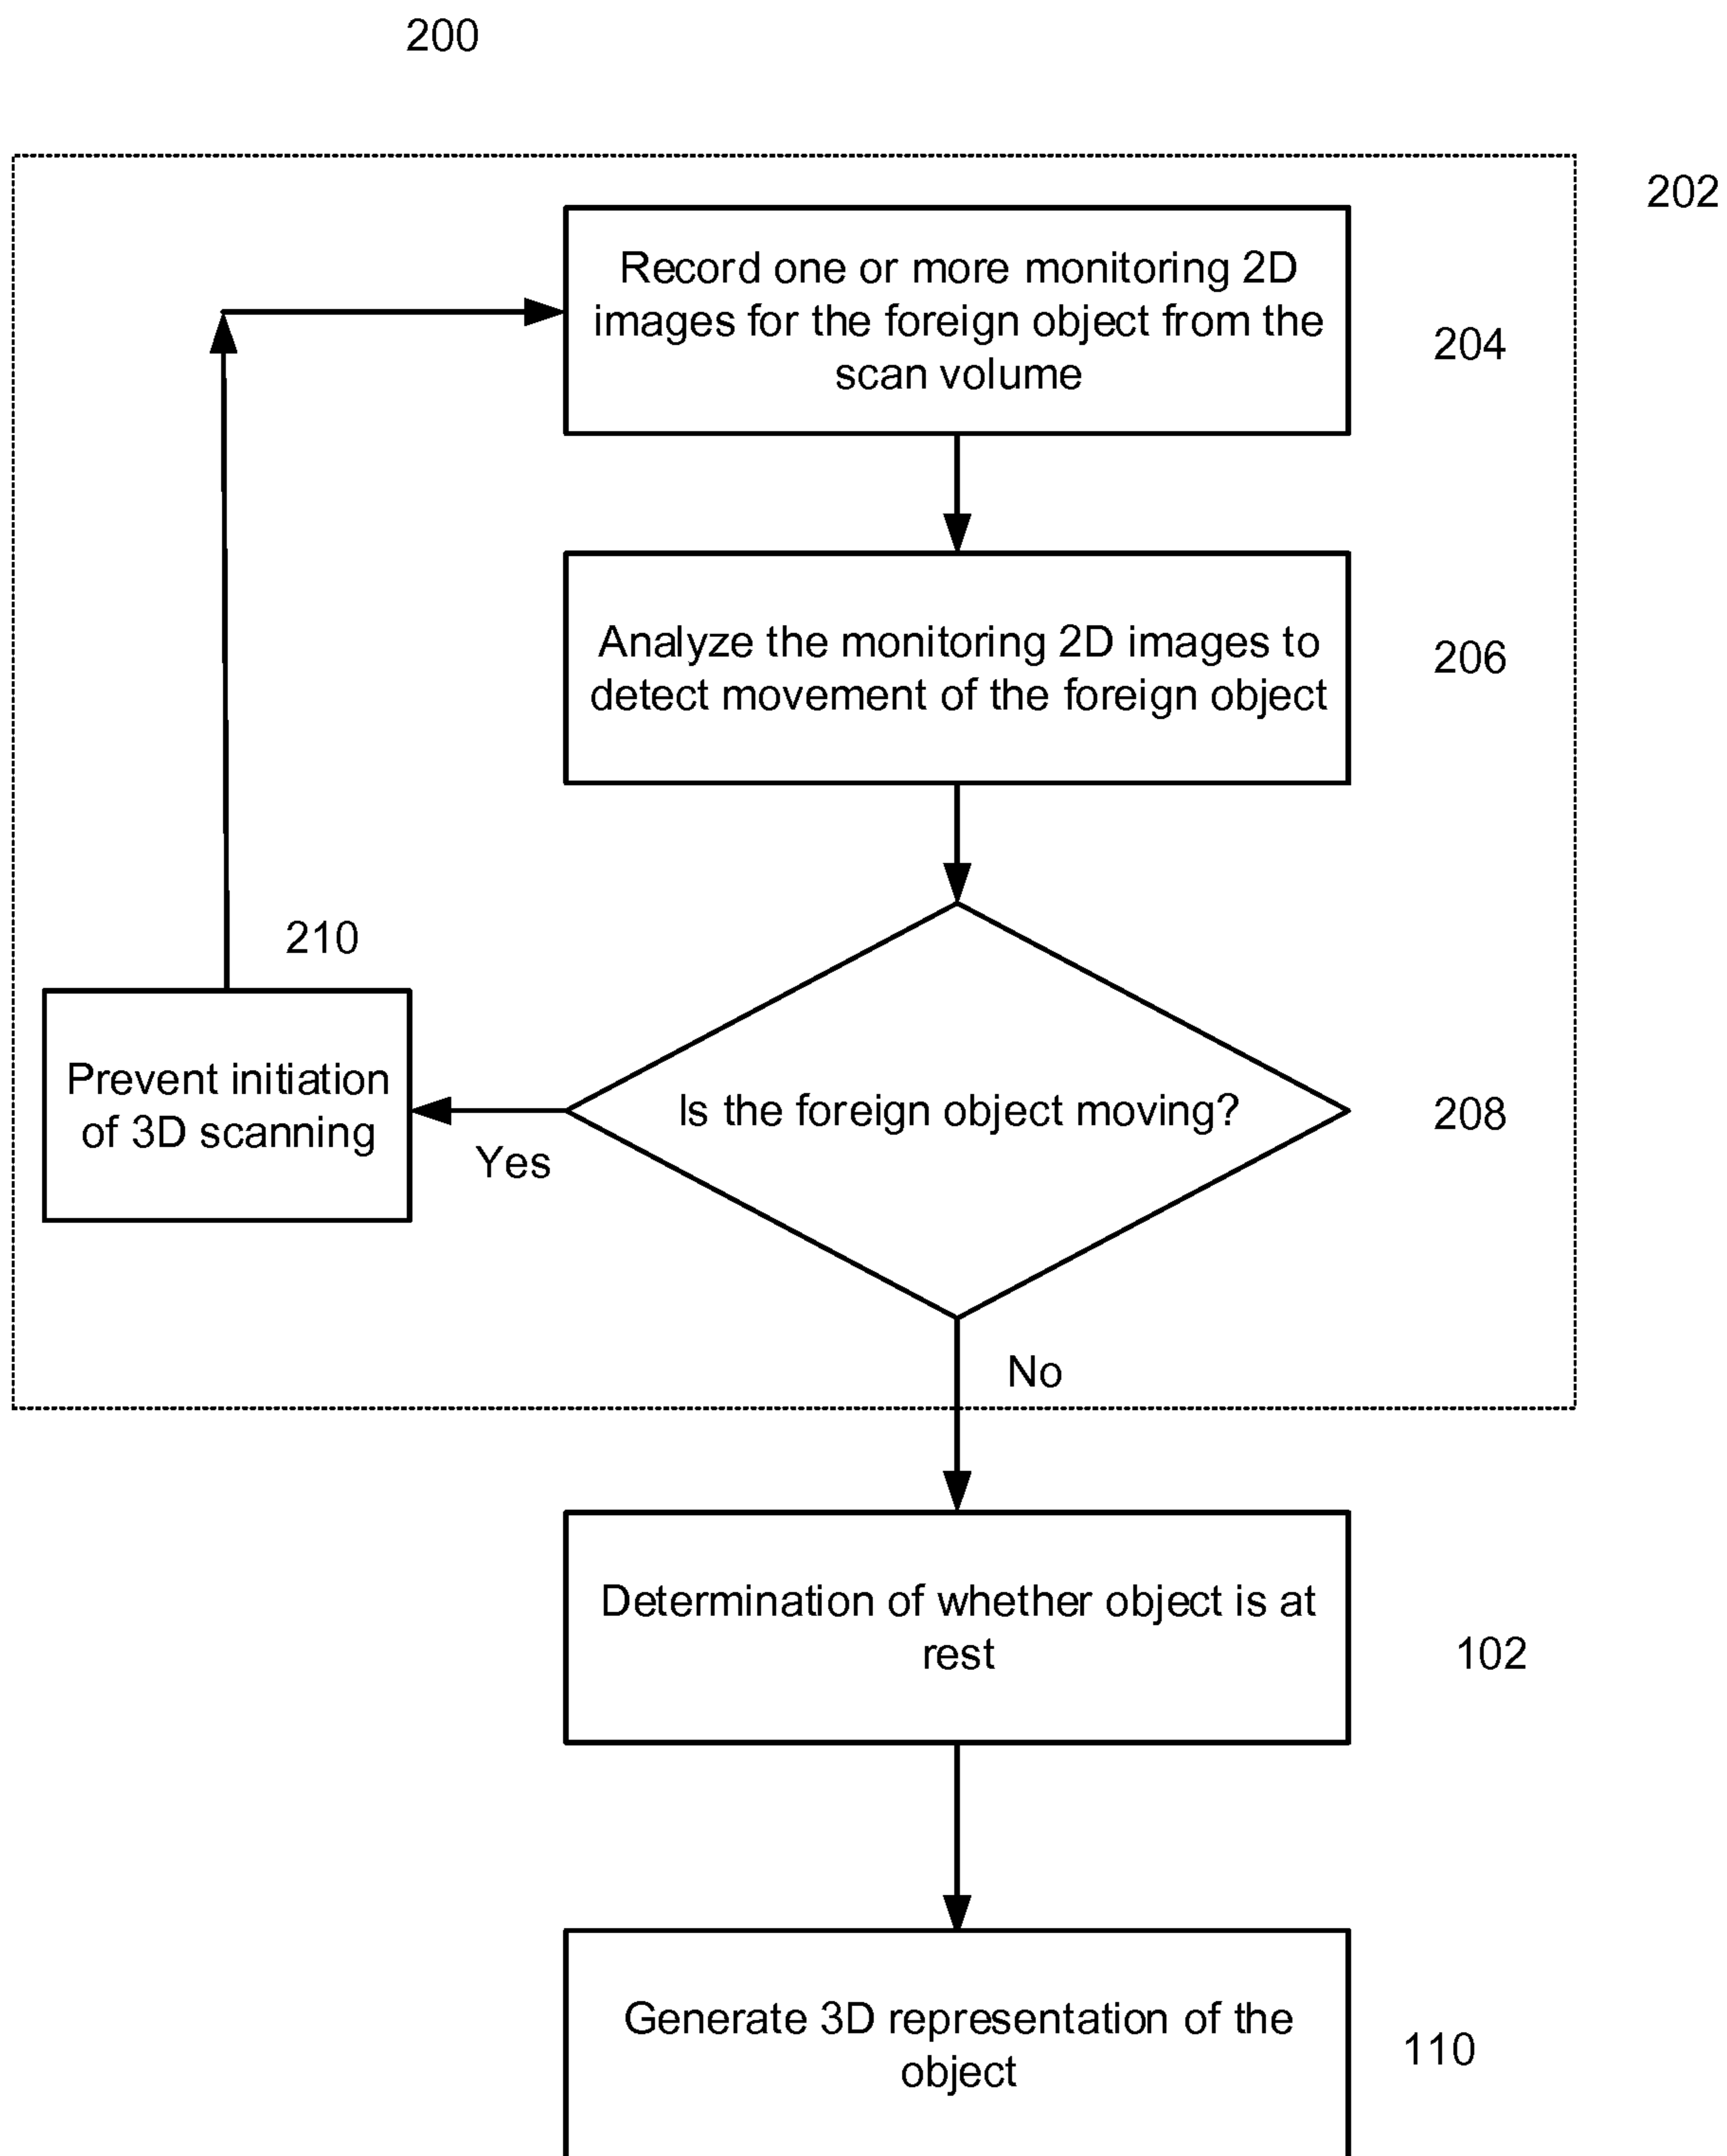 200
202
Record one or more monitoring 2D
images for the foreign object from the
scan volume
204
Analyze the monitoring 2D images to
detect movement of the foreign object
206
210
Prevent initiation
of 3D scanning
Yes
Is the foreign object moving?
208
No
Determination of whether object is at
rest
102
Generate 3D representation of the
object
110